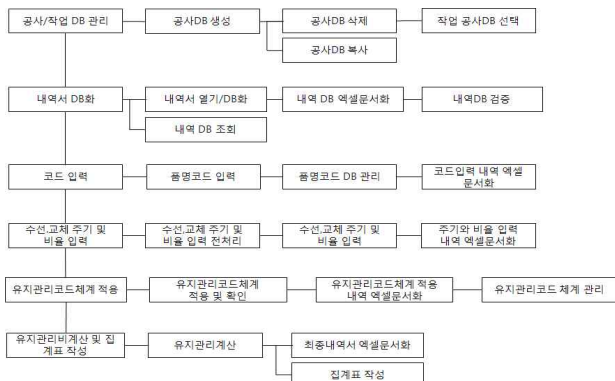 공사/작업 DB 관리
공사DB 생성
공사DB 삭제
작업 공사DB 선택
공사DB 복사
내역서 DB화
내역서 열기/DB화
내역 DB 엑셀문서화
내역DB 검증
내역 DB 조회
코드 입력
품명코드 입력
품명코드 DB 관리
코드입력 내역 엑셀
문서화
수선,교체 주기 및
비율 입력
수선,교체 주기 및
비율 입력 전처리
수선,교체 주기 및
비율 입력
주기와 비율 입력
내역 엑셀문서화
유지관리코드체계 적용
유지관리코드체계
적용 및 확인
유지관리코드체계 적용
내역 엑셀문서화
유지관리코드 체계 관리
유지관리비계산 및 집
계표 작성
유지관리계산
최종내역서 엑셀문서화
집계표 작성